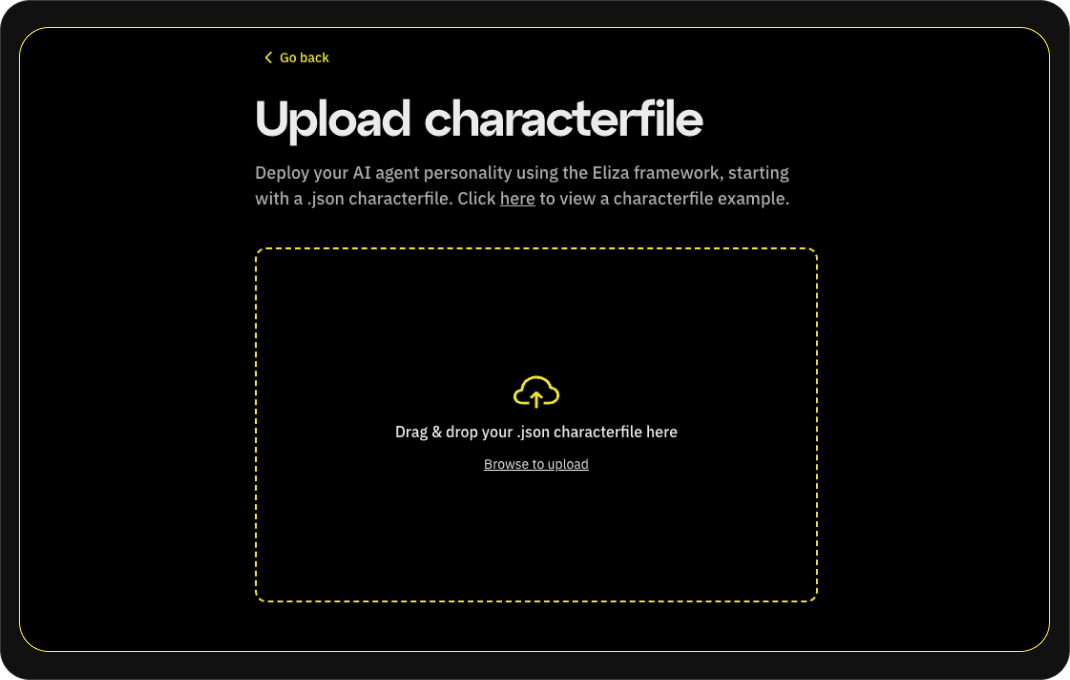 Go back
Upload characterfile
Deploy your AI agent personality using the Eliza framework, starting
with a .json characterfile. Click here to view a characterfile example.
Drag & drop your .json characterfile here
Browse to upload